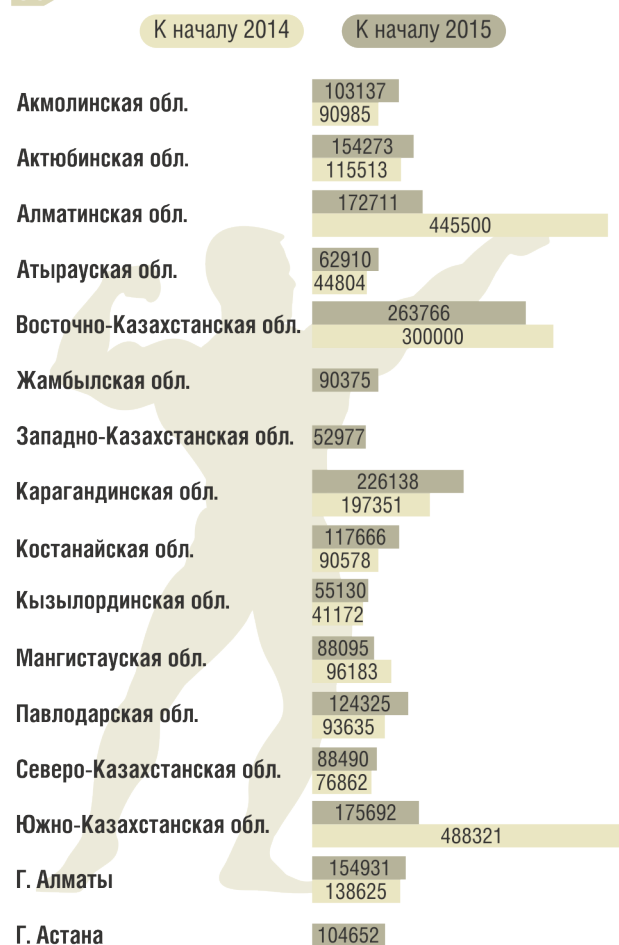 К началу 2014 К началу 2015
Акмолинская обл. 103137
90985
Актюбинская обл. 154273
115513
Алматинская обл. 172711
445500
Атырауская обл. 62910
44804
Восточно-Казахстанская обл. 263766
300000
Жамбылская обл. 90375
Западно-Казахстанская обл. 52977
Карагандинская обл. 226138
197351
Костанайская обл. 117666
90578
Кызылординская обл. 55130
41172
Мангистауская обл. 88095
96183
Павлодарская обл. 124325
93635
Северо-Казахстанская обл. 88490
76862
Южно-Казахстанская обл. 175692
488321
Г. Алматы 154931
138625
Г. Астана 104652